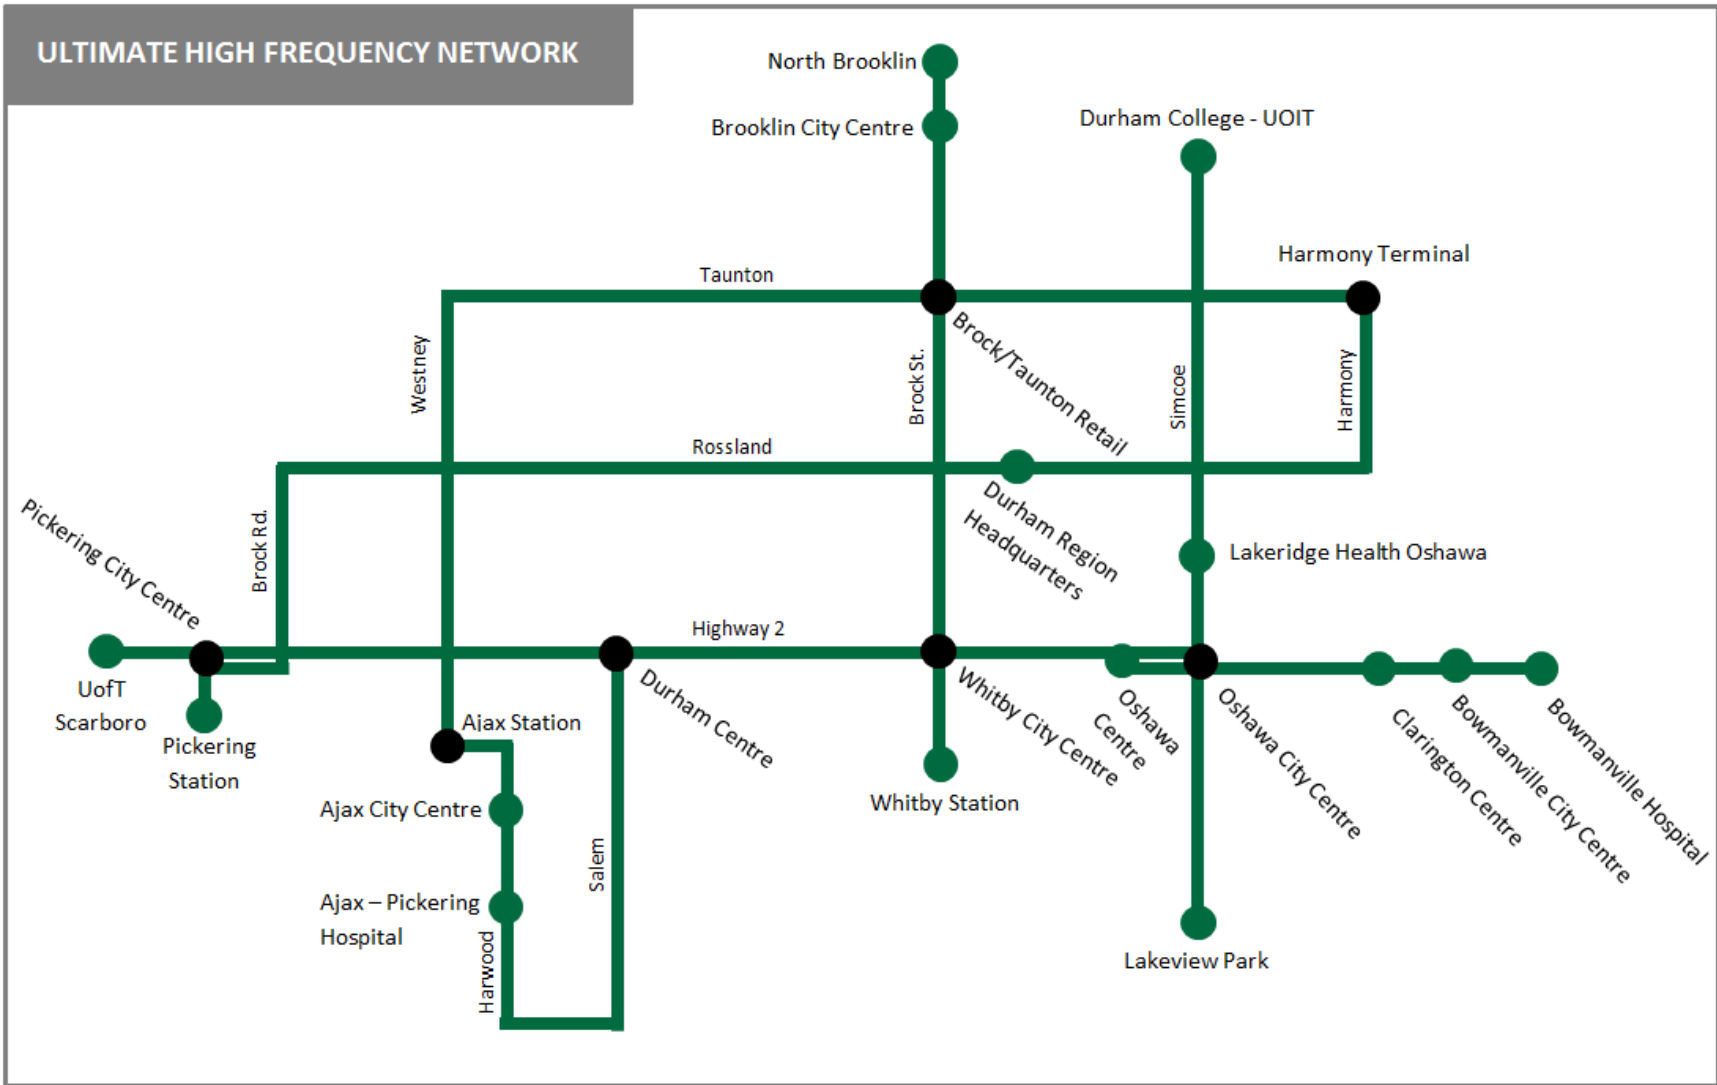 ULTIMATE HIGH FREQUENCY NETWORK
North Brooklin
Brooklin City Centre
Durham College - UOIT
Harmony Terminal
Taunton
Westney
Brock St.
Brock/Taunton Retail
Simcoe
Harmony
Rossland
Pickering City Centre
Brock Rd.
Durham Region
Headquarters
Lakeridge Health Oshawa
Highway 2
UofT
Scarboro
Pickering
Station
Ajax Station
Durham Centre
Whitby City Centre
Oshawa
Centre
Oshawa City Centre
Clarington Centre
Bowmanville City Centre
Bowmanville Hospital
Ajax City Centre
Whitby Station
Salem
Ajax – Pickering
Hospital
Harwood
Lakeview Park